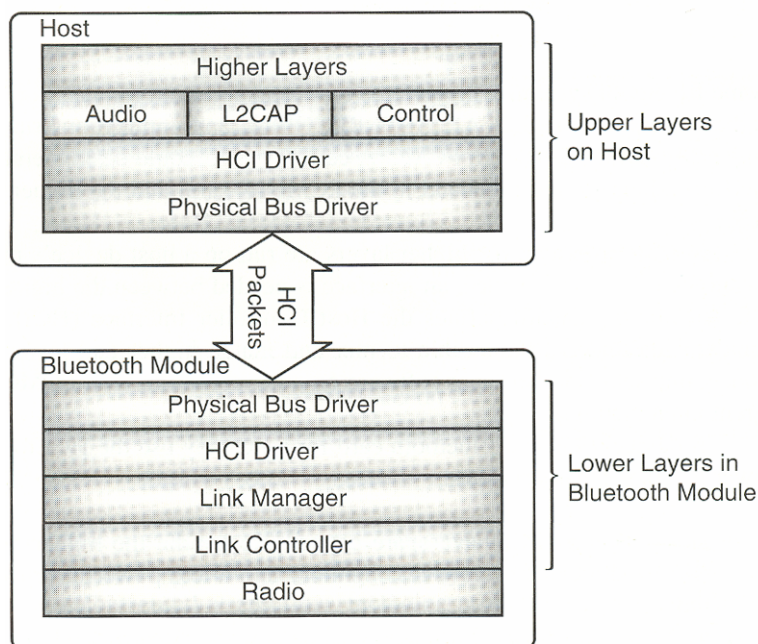 Host
Higher Layers
Audio
L2CAP
Control
HCI Driver
Physical Bus Driver
Upper Layers
on Host
HCI
Packets
Bluetooth Module
Physical Bus Driver
HCI Driver
Link Manager
Link Controller
Radio
Lower Layers in
Bluetooth Module